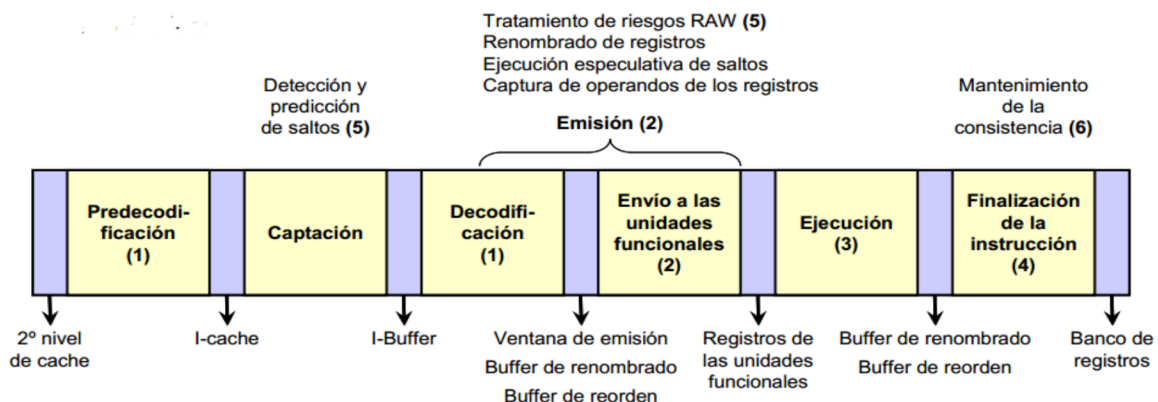 Tratamiento de riesgos RAW (5)
Renombrado de registros
Ejecución especulativa de saltos
Captura de operandos de los registros
Detección y
predicción
de saltos (5)
Emisión (2)
Mantenimiento
de la
consistencia (6)
Predecodi-
ificación
(1)
Captación
Decodifi-
cación
(1)
Envío a las
unidades
funcionales
(2)
Ejecución
(3)
Finalización
de la
instrucción
(4)
2º nivel
de cache
I-cache
I-Buffer
Ventana de emisión
Buffer de renombrado
Buffer de reorden
Registros de
las unidades
funcionales
Buffer de renombrado
Buffer de reorden
Banco de
registros